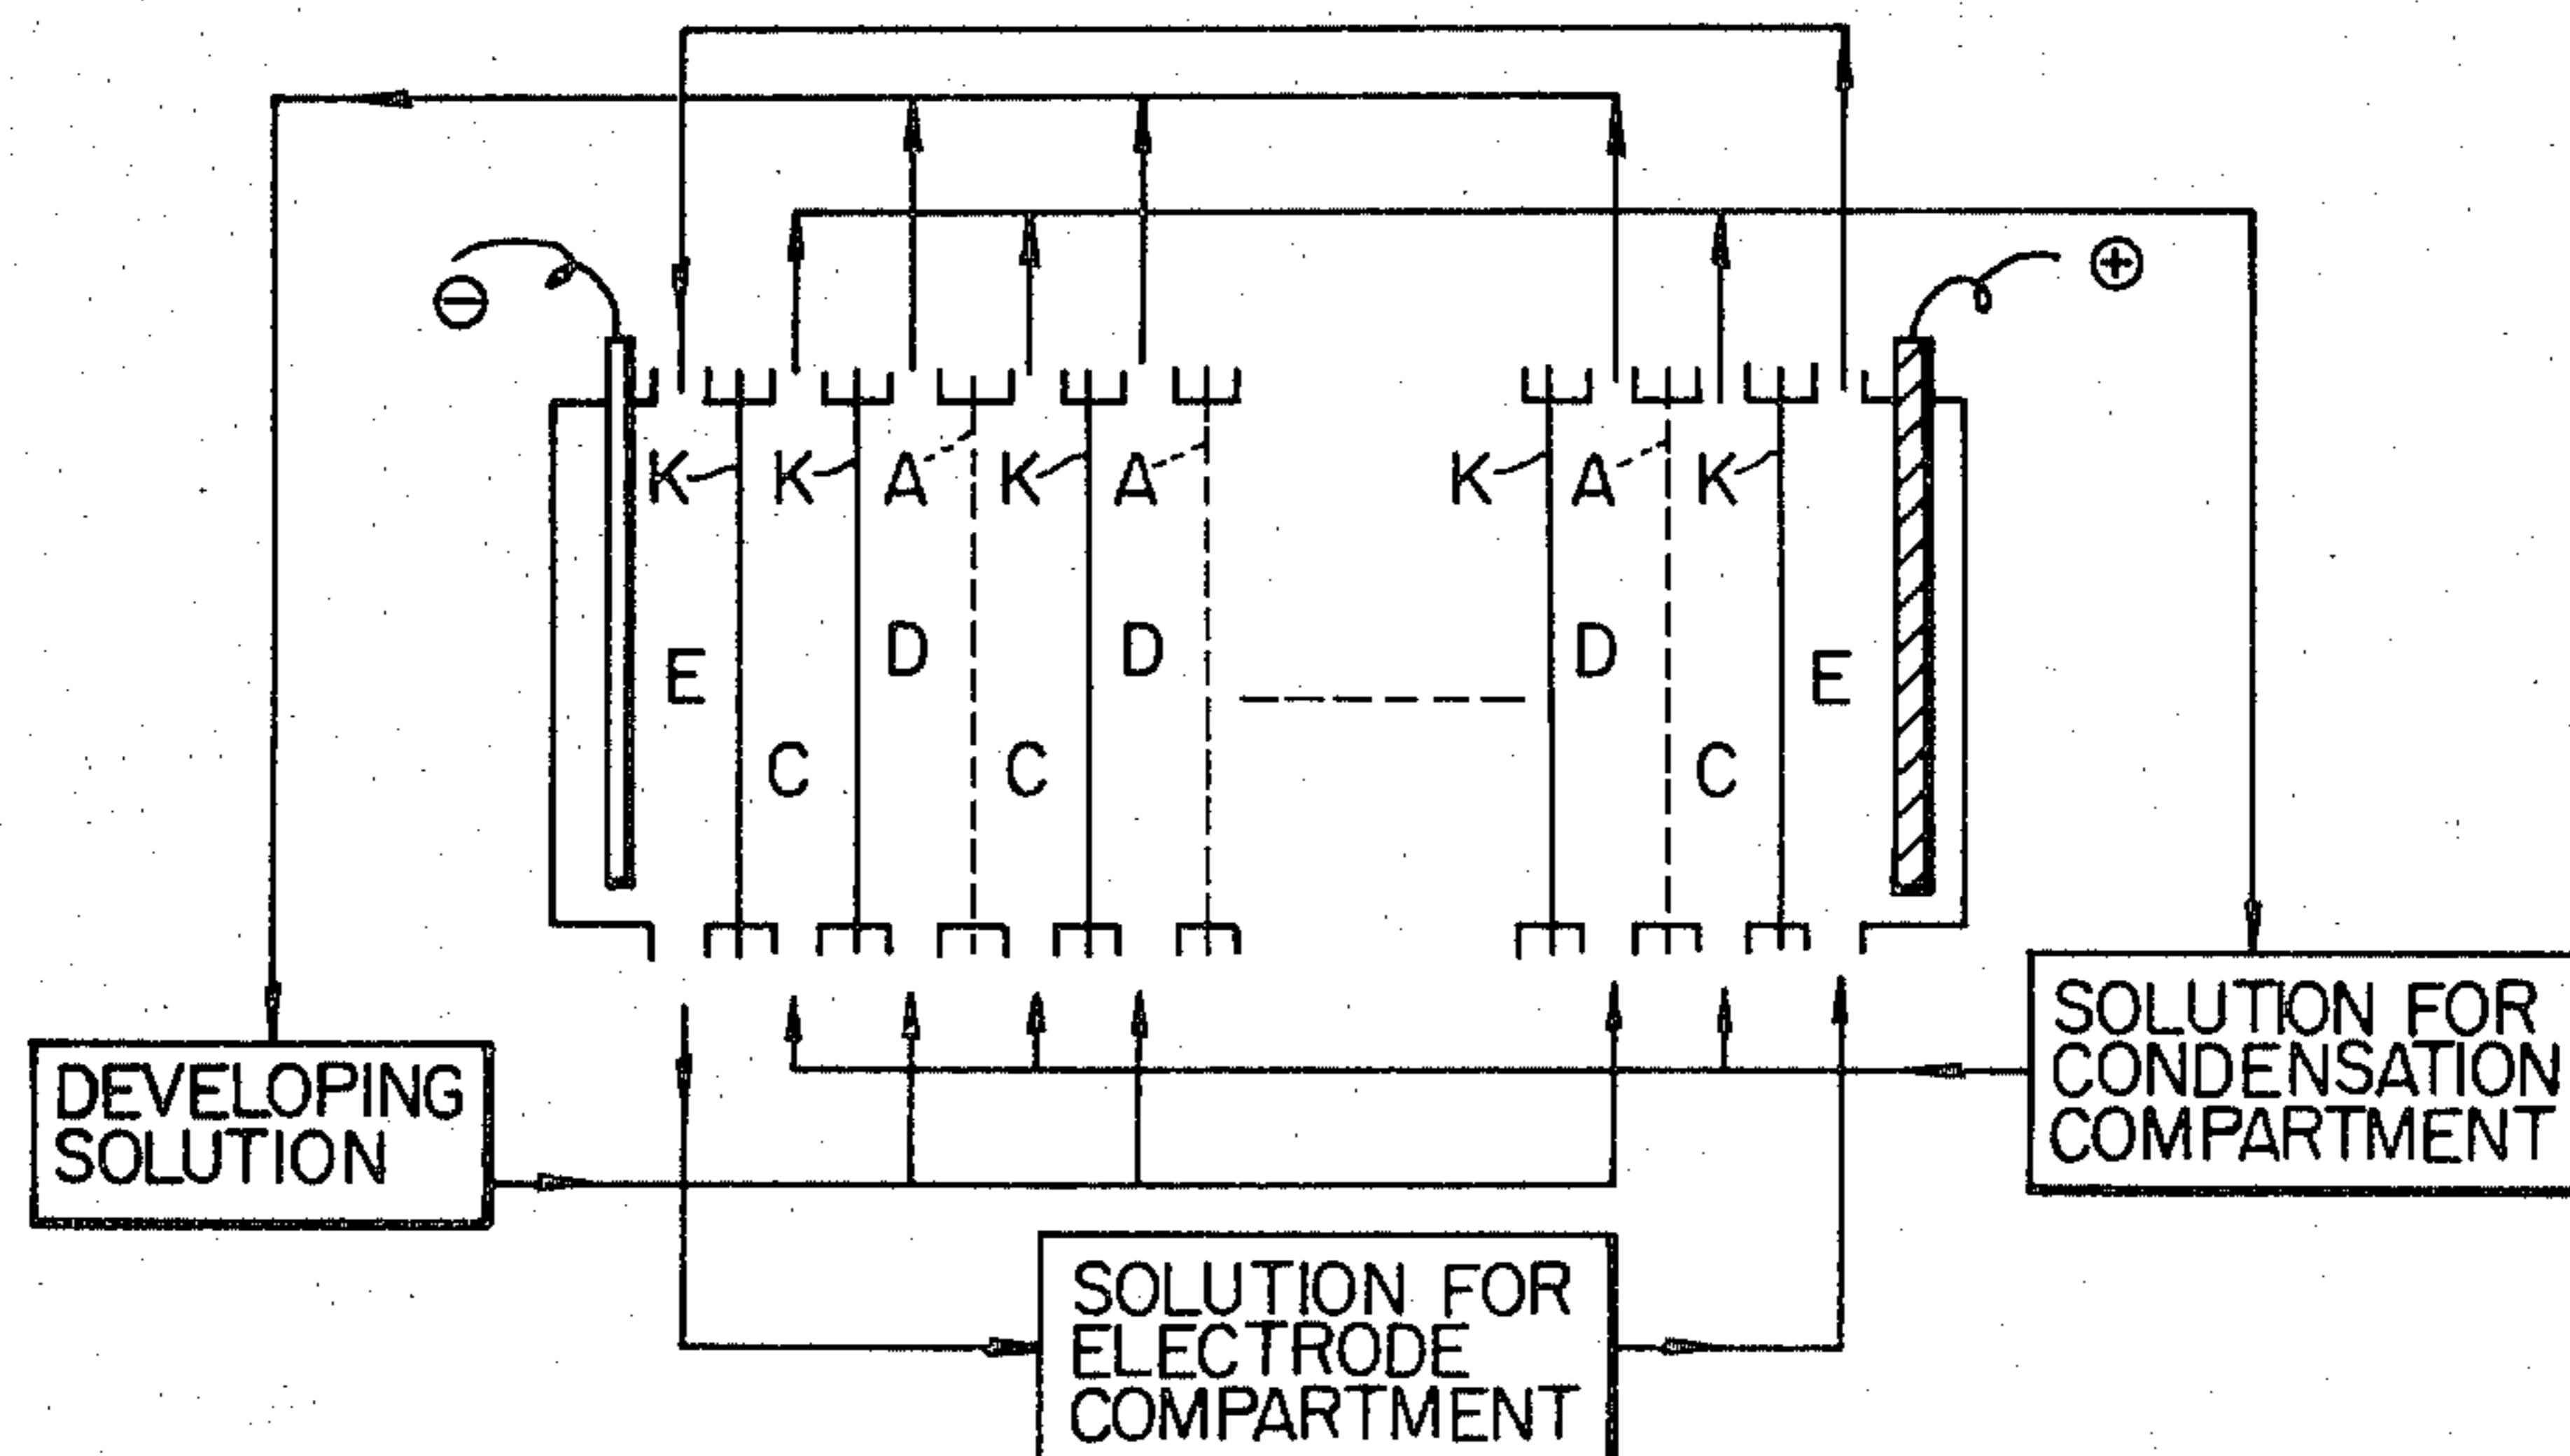 ⊖
⊕
K K A K A K A K
D D D
E E
C C C
DEVELOPING
SOLUTION
SOLUTION FOR
CONDENSATION
COMPARTMENT
SOLUTION FOR
ELECTRODE
COMPARTMENT